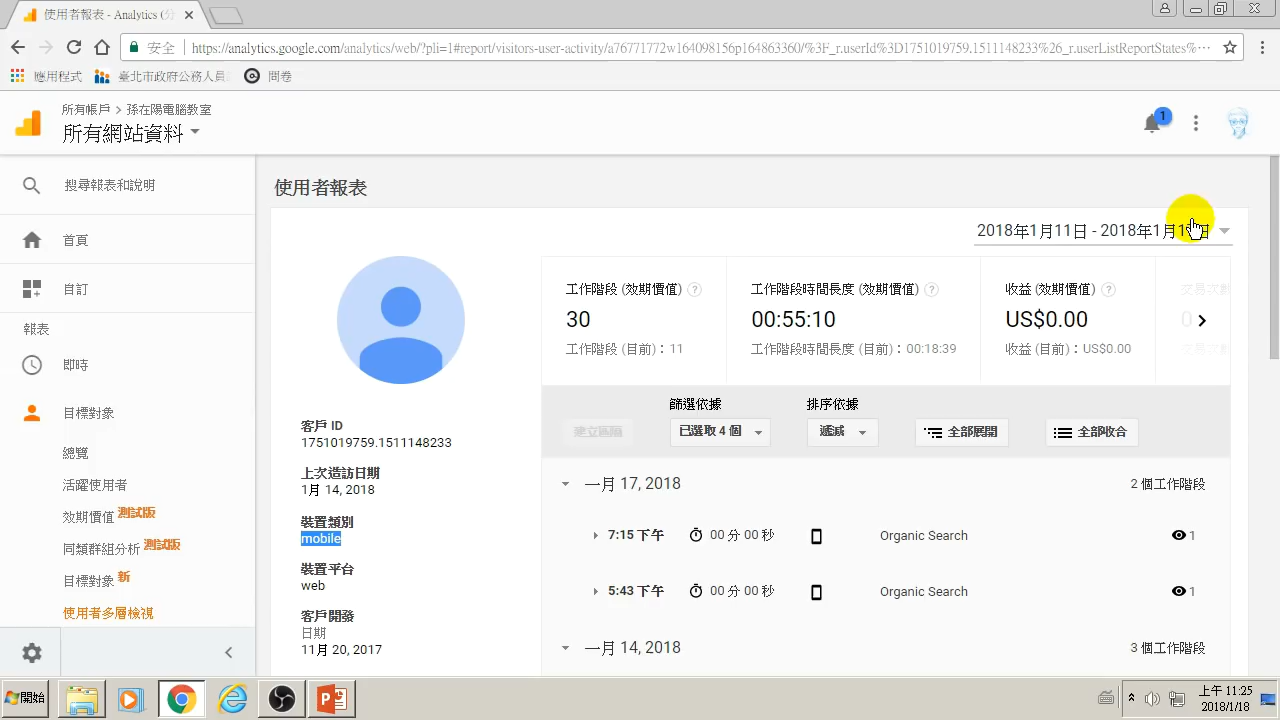 使用者報表 - Analytics (分
安全 https://analytics.google.com/analytics/web/?pli=1#report/visitors-user-activity/a76771772w164098156p164863360/%3F_r.userId%3D1751019759.1511148233%26_r.userListReportStates%···
應用程式 臺北市政府公務人員 問卷
所有帳戶 > 孫在陽電腦教室
所有網站資料
1
搜尋報表和說明
首頁
自訂
報表
即時
目標對象
總覽
活躍使用者
效期價值 測試版
同類群組分析 測試版
目標對象 新
使用者多層檢視
使用者報表
2018年1月11日 - 2018年1月1
工作階段 (效期價值) ?
30
工作階段 (目前)：11
工作階段時間長度 (效期價值) ?
00:55:10
工作階段時間長度 (目前)：00:18:39
收益 (效期價值) ?
US$0.00
收益 (目前)：US$0.00
交易次數
0
交易次數
篩選依據
排序依據
建立區隔
已選取 4 個
遞減
全部展開
全部收合
客戶 ID
1751019759.1511148233
上次造訪日期
1月 14, 2018
裝置類別
mobile
裝置平台
web
客戶開發
日期
11月 20, 2017
一月 17, 2018
2 個工作階段
7:15 下午 00 分 00 秒 Organic Search 1
5:43 下午 00 分 00 秒 Organic Search 1
一月 14, 2018
3 個工作階段
開始
上午 11:25
2018/1/18